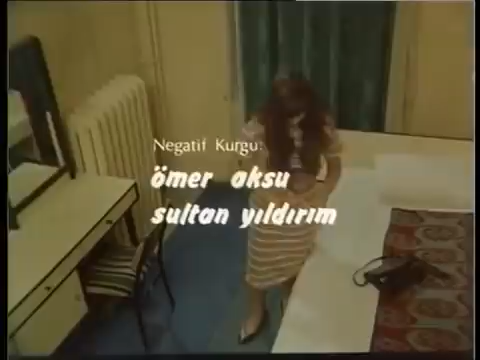 Negatif Kurgu:
ömer aksu
sultan yıldırım